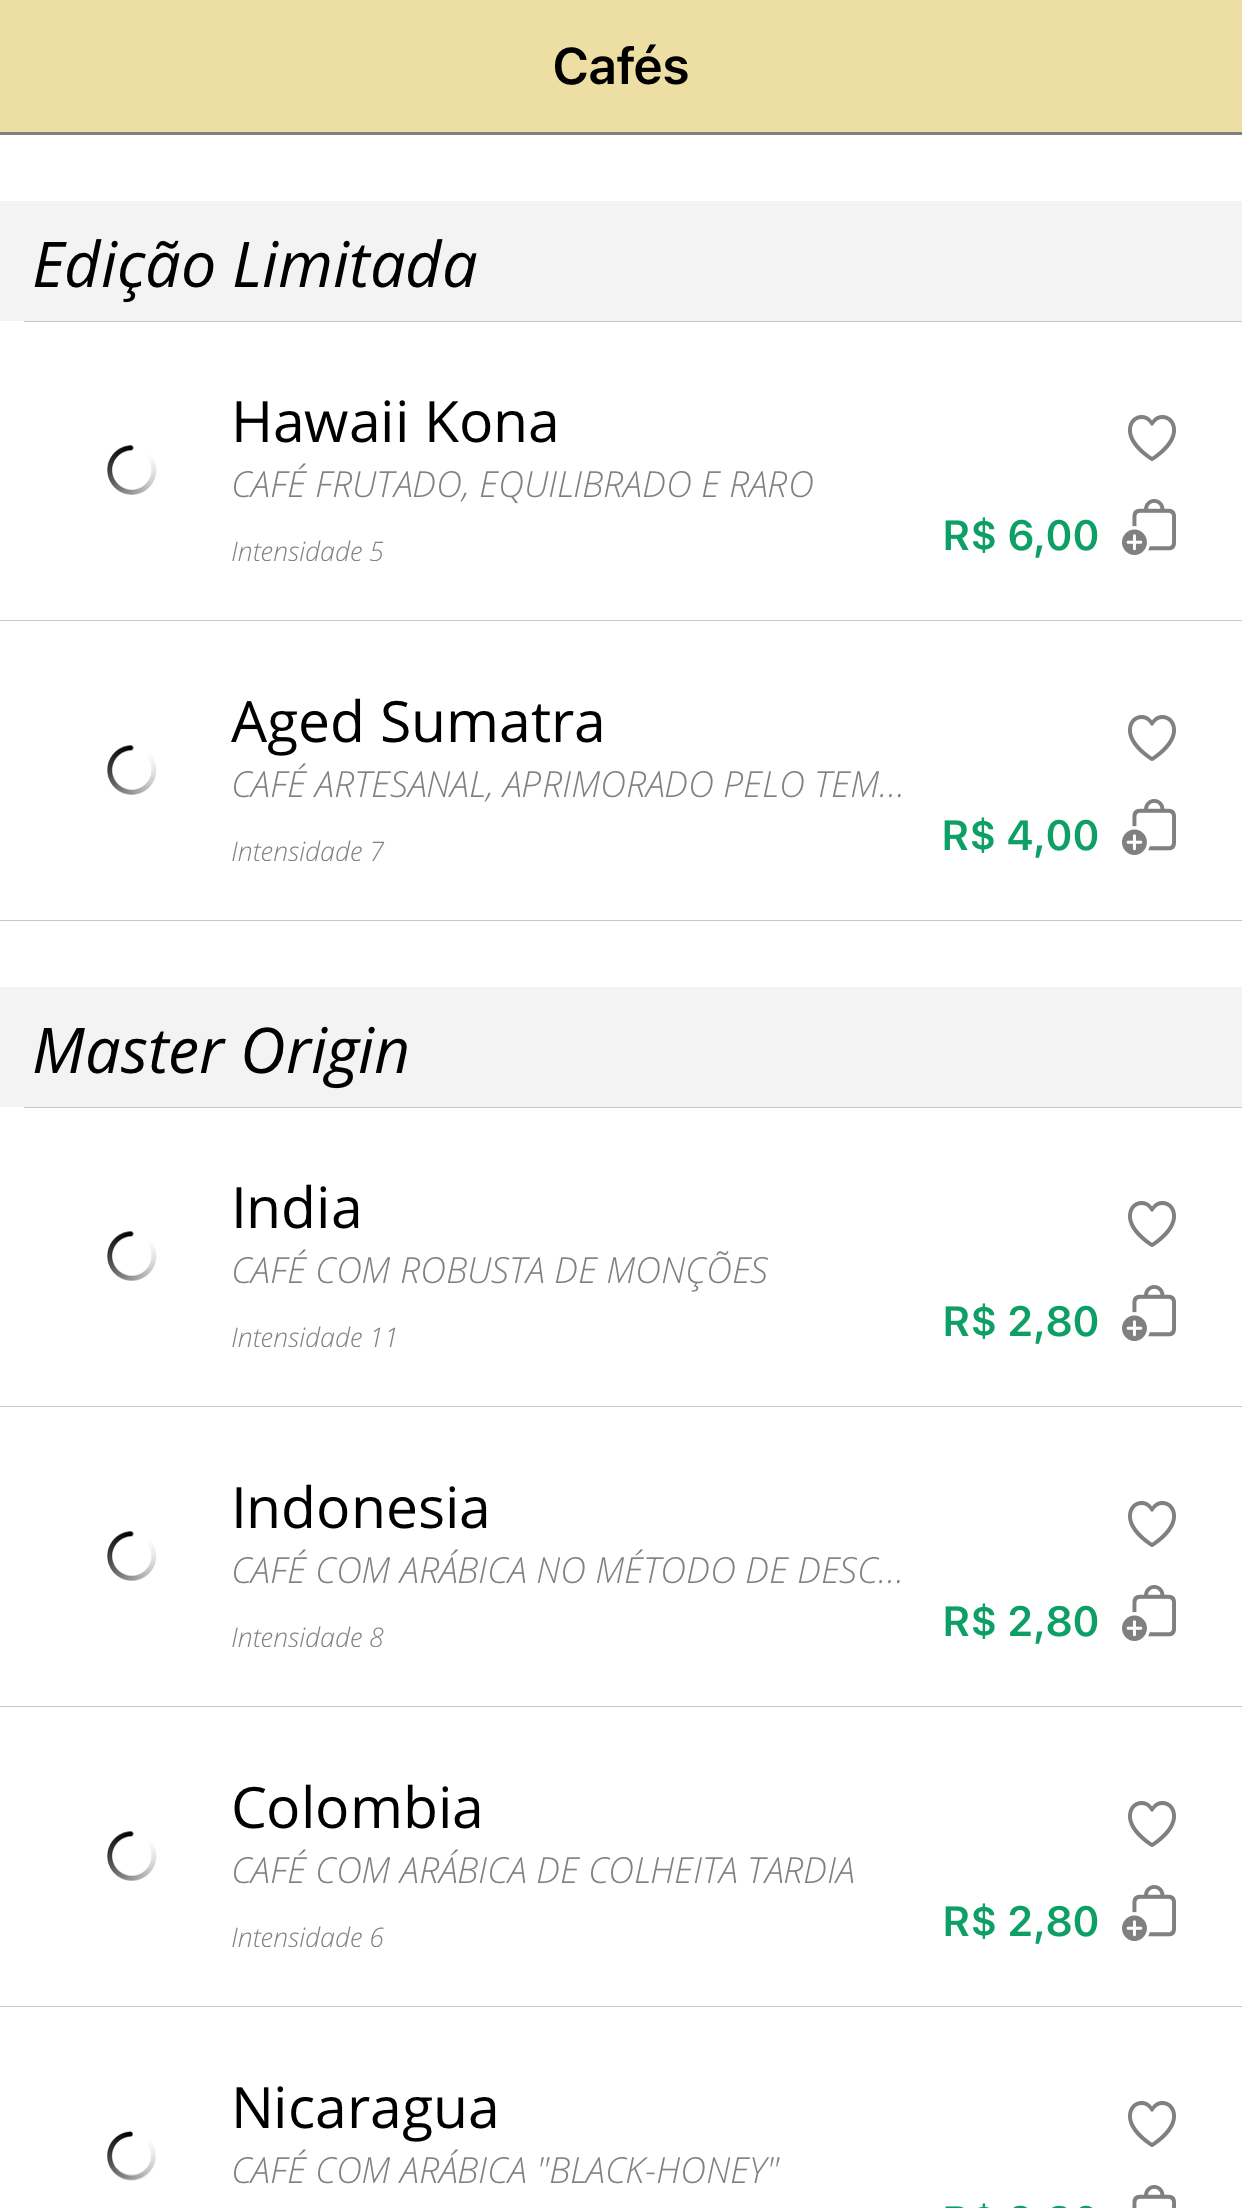 Cafés
Edição Limitada
Hawaii Kona
CAFÉ FRUTADO, EQUILIBRADO E RARO
R$ 6,00
Intensidade 5
Aged Sumatra
CAFÉ ARTESANAL, APRIMORADO PELO TEM...
R$ 4,00
Intensidade 7
Master Origin
India
CAFÉ COM ROBUSTA DE MONÇÕES
R$ 2,80
Intensidade 11
Indonesia
CAFÉ COM ARÁBICA NO MÉTODO DE DESC...
R$ 2,80
Intensidade 8
Colombia
CAFÉ COM ARÁBICA DE COLHEITA TARDIA
R$ 2,80
Intensidade 6
Nicaragua
CAFÉ COM ARÁBICA "BLACK-HONEY"